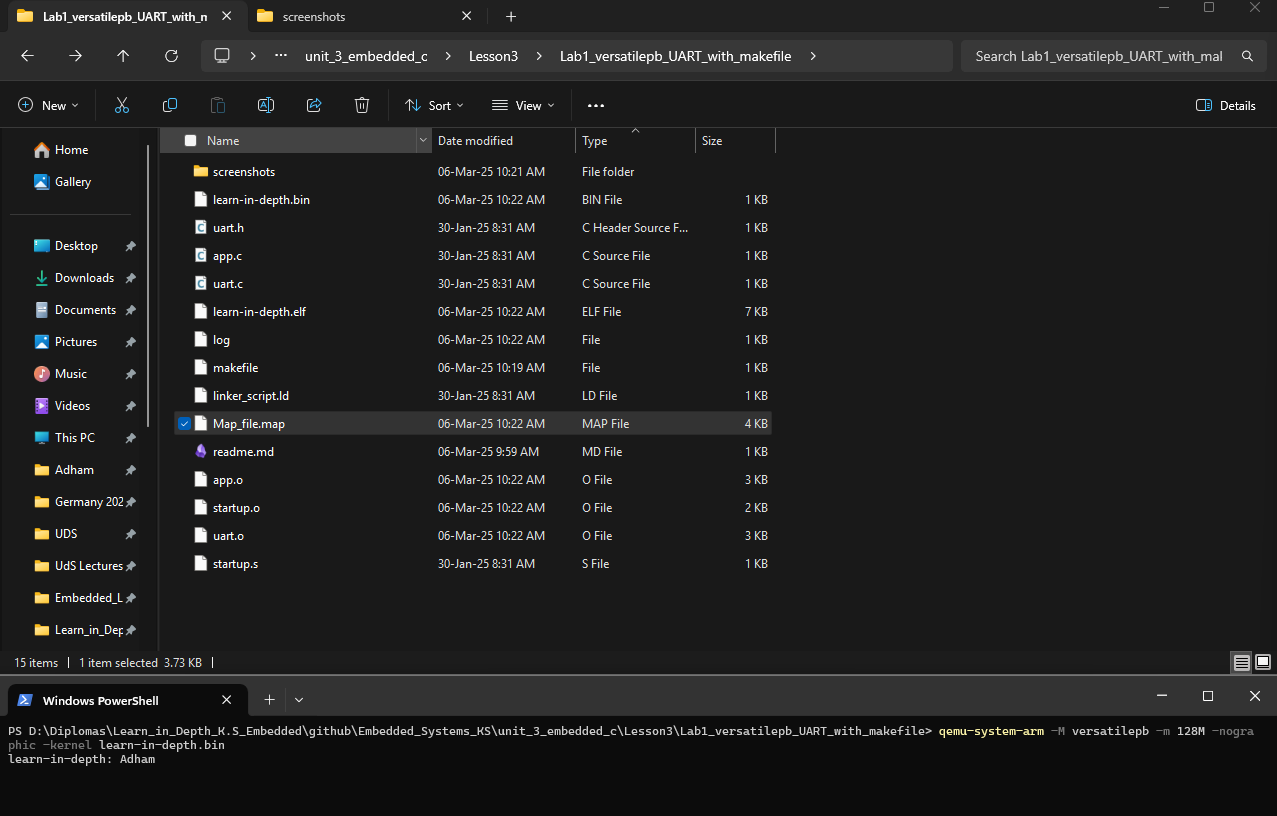 Lab1_versatilepb_UART_with_n
screenshots
unit_3_embedded_c Lesson3 Lab1_versatilepb_UART_with_makefile Search Lab1_versatilepb_UART_with_mal
New Sort View Details
Home
Gallery
Desktop
Downloads
Documents
Pictures
Music
Videos
This PC
Adham
Germany 202
UDS
UdS Lectures
Embedded_L
Learn_in_Dep
Name Date modified Type Size
screenshots 06-Mar-25 10:21 AM File folder
learn-in-depth.bin 06-Mar-25 10:22 AM BIN File 1 KB
uart.h 30-Jan-25 8:31 AM C Header Source F... 1 KB
app.c 30-Jan-25 8:31 AM C Source File 1 KB
uart.c 30-Jan-25 8:31 AM C Source File 1 KB
learn-in-depth.elf 06-Mar-25 10:22 AM ELF File 7 KB
log 06-Mar-25 10:22 AM File 1 KB
makefile 06-Mar-25 10:19 AM File 1 KB
linker_script.ld 30-Jan-25 8:31 AM LD File 1 KB
Map_file.map 06-Mar-25 10:22 AM MAP File 4 KB
readme.md 06-Mar-25 9:59 AM MD File 1 KB
app.o 06-Mar-25 10:22 AM O File 3 KB
startup.o 06-Mar-25 10:22 AM O File 2 KB
uart.o 06-Mar-25 10:22 AM O File 3 KB
startup.s 30-Jan-25 8:31 AM S File 1 KB
15 items 1 item selected 3.73 KB
Windows PowerShell
PS D:\Diplomas\Learn_in_Depth_K.S_Embedded\github\Embedded_Systems_KS\unit_3_embedded_c\Lesson3\Lab1_versatilepb_UART_with_makefile> qemu-system-arm -M versatilepb -m 128M -nogra
phic -kernel learn-in-depth.bin
learn-in-depth: Adham